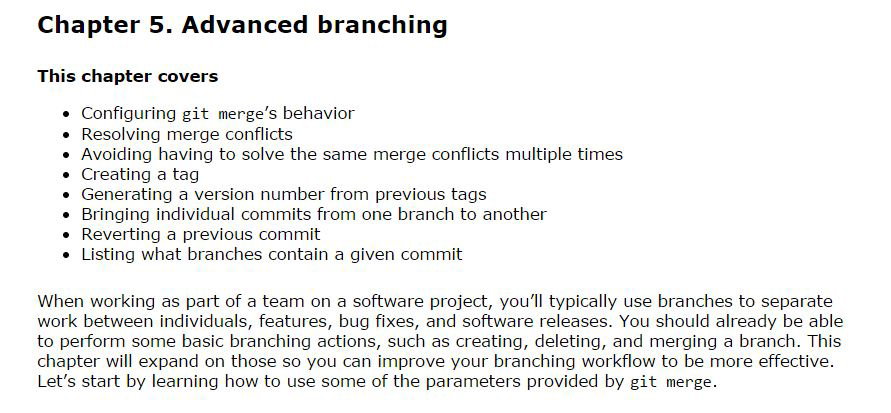 Chapter 5. Advanced branching
This chapter covers
• Configuring git merge’s behavior
• Resolving merge conflicts
• Avoiding having to solve the same merge conflicts multiple times
• Creating a tag
• Generating a version number from previous tags
• Bringing individual commits from one branch to another
• Reverting a previous commit
• Listing what branches contain a given commit
When working as part of a team on a software project, you’ll typically use branches to separate
work between individuals, features, bug fixes, and software releases. You should already be able
to perform some basic branching actions, such as creating, deleting, and merging a branch. This
chapter will expand on those so you can improve your branching workflow to be more effective.
Let’s start by learning how to use some of the parameters provided by git merge.